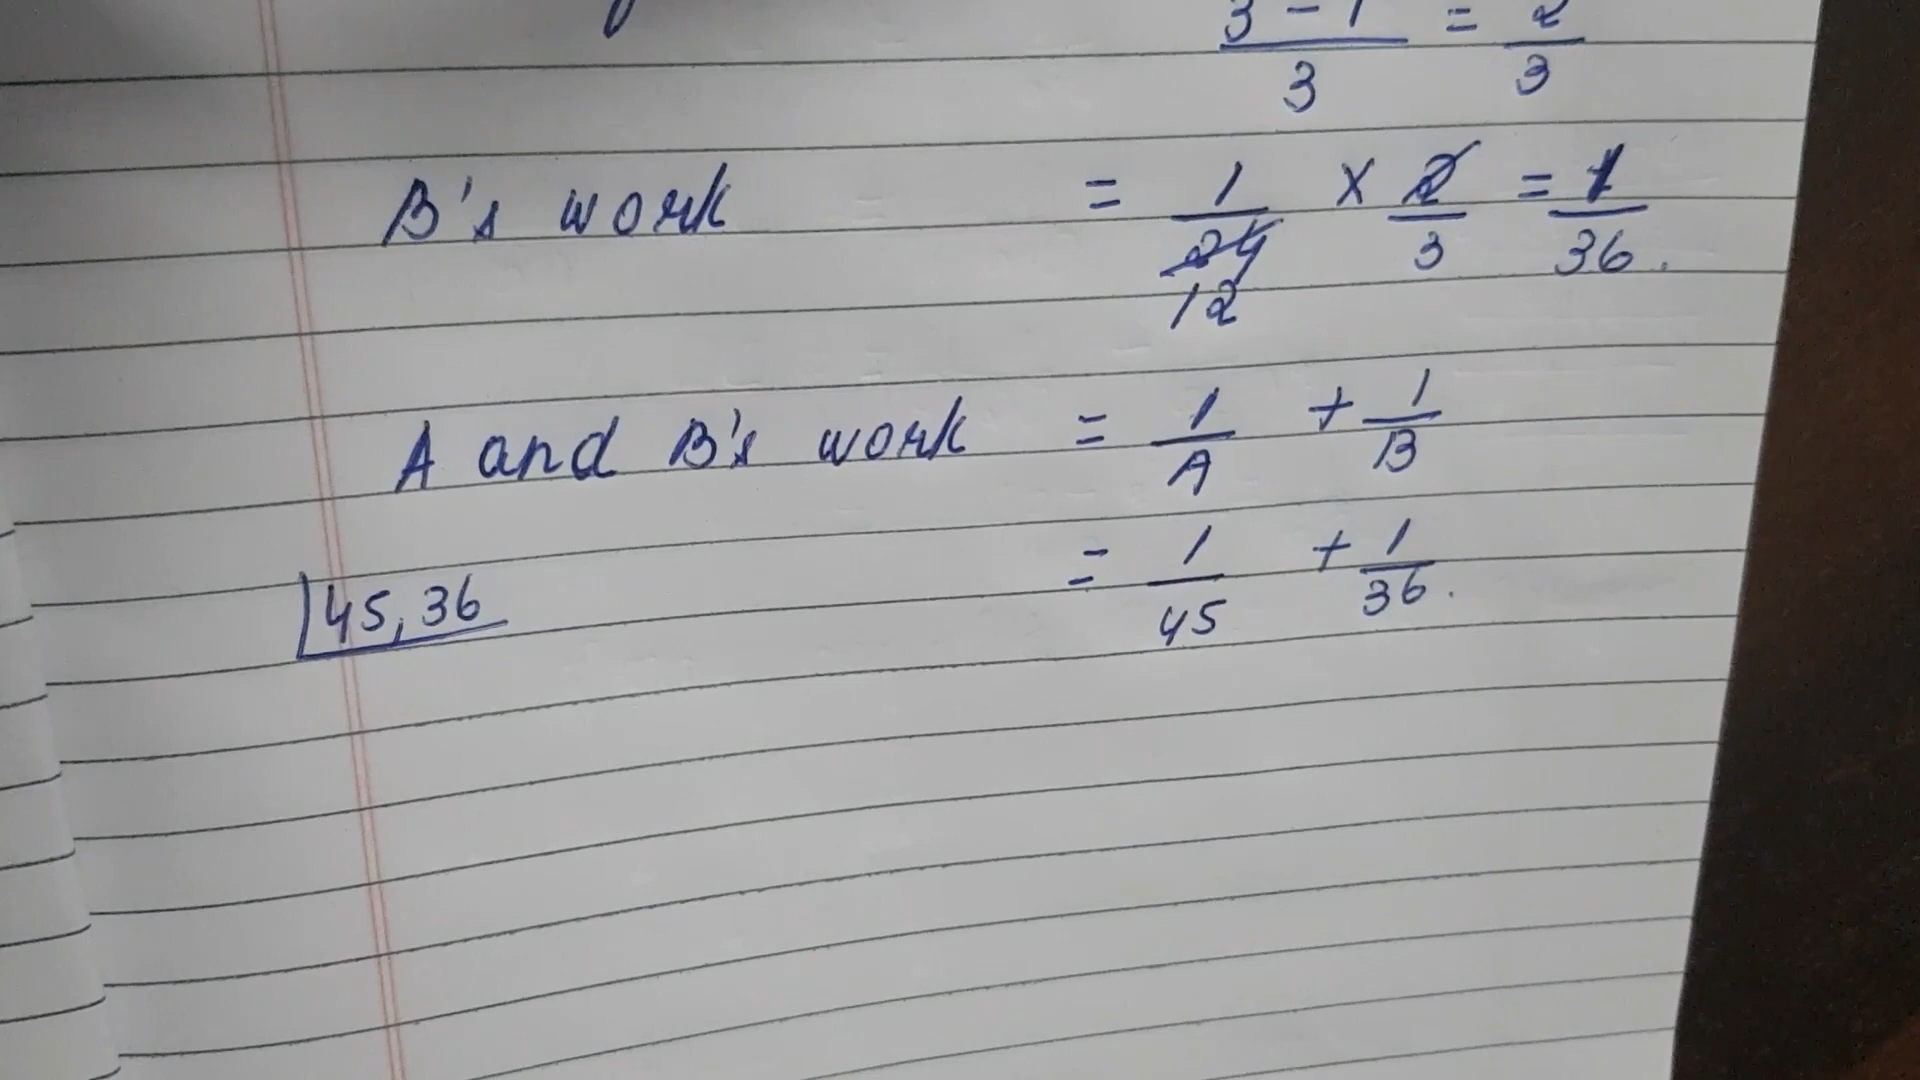 3 - 1 / 3 = 2 / 3
B's work = 1/24 × 2/3 = 1/36.
12
A and B's work = 1/A + 1/B
= 1/45 + 1/36.
45, 36